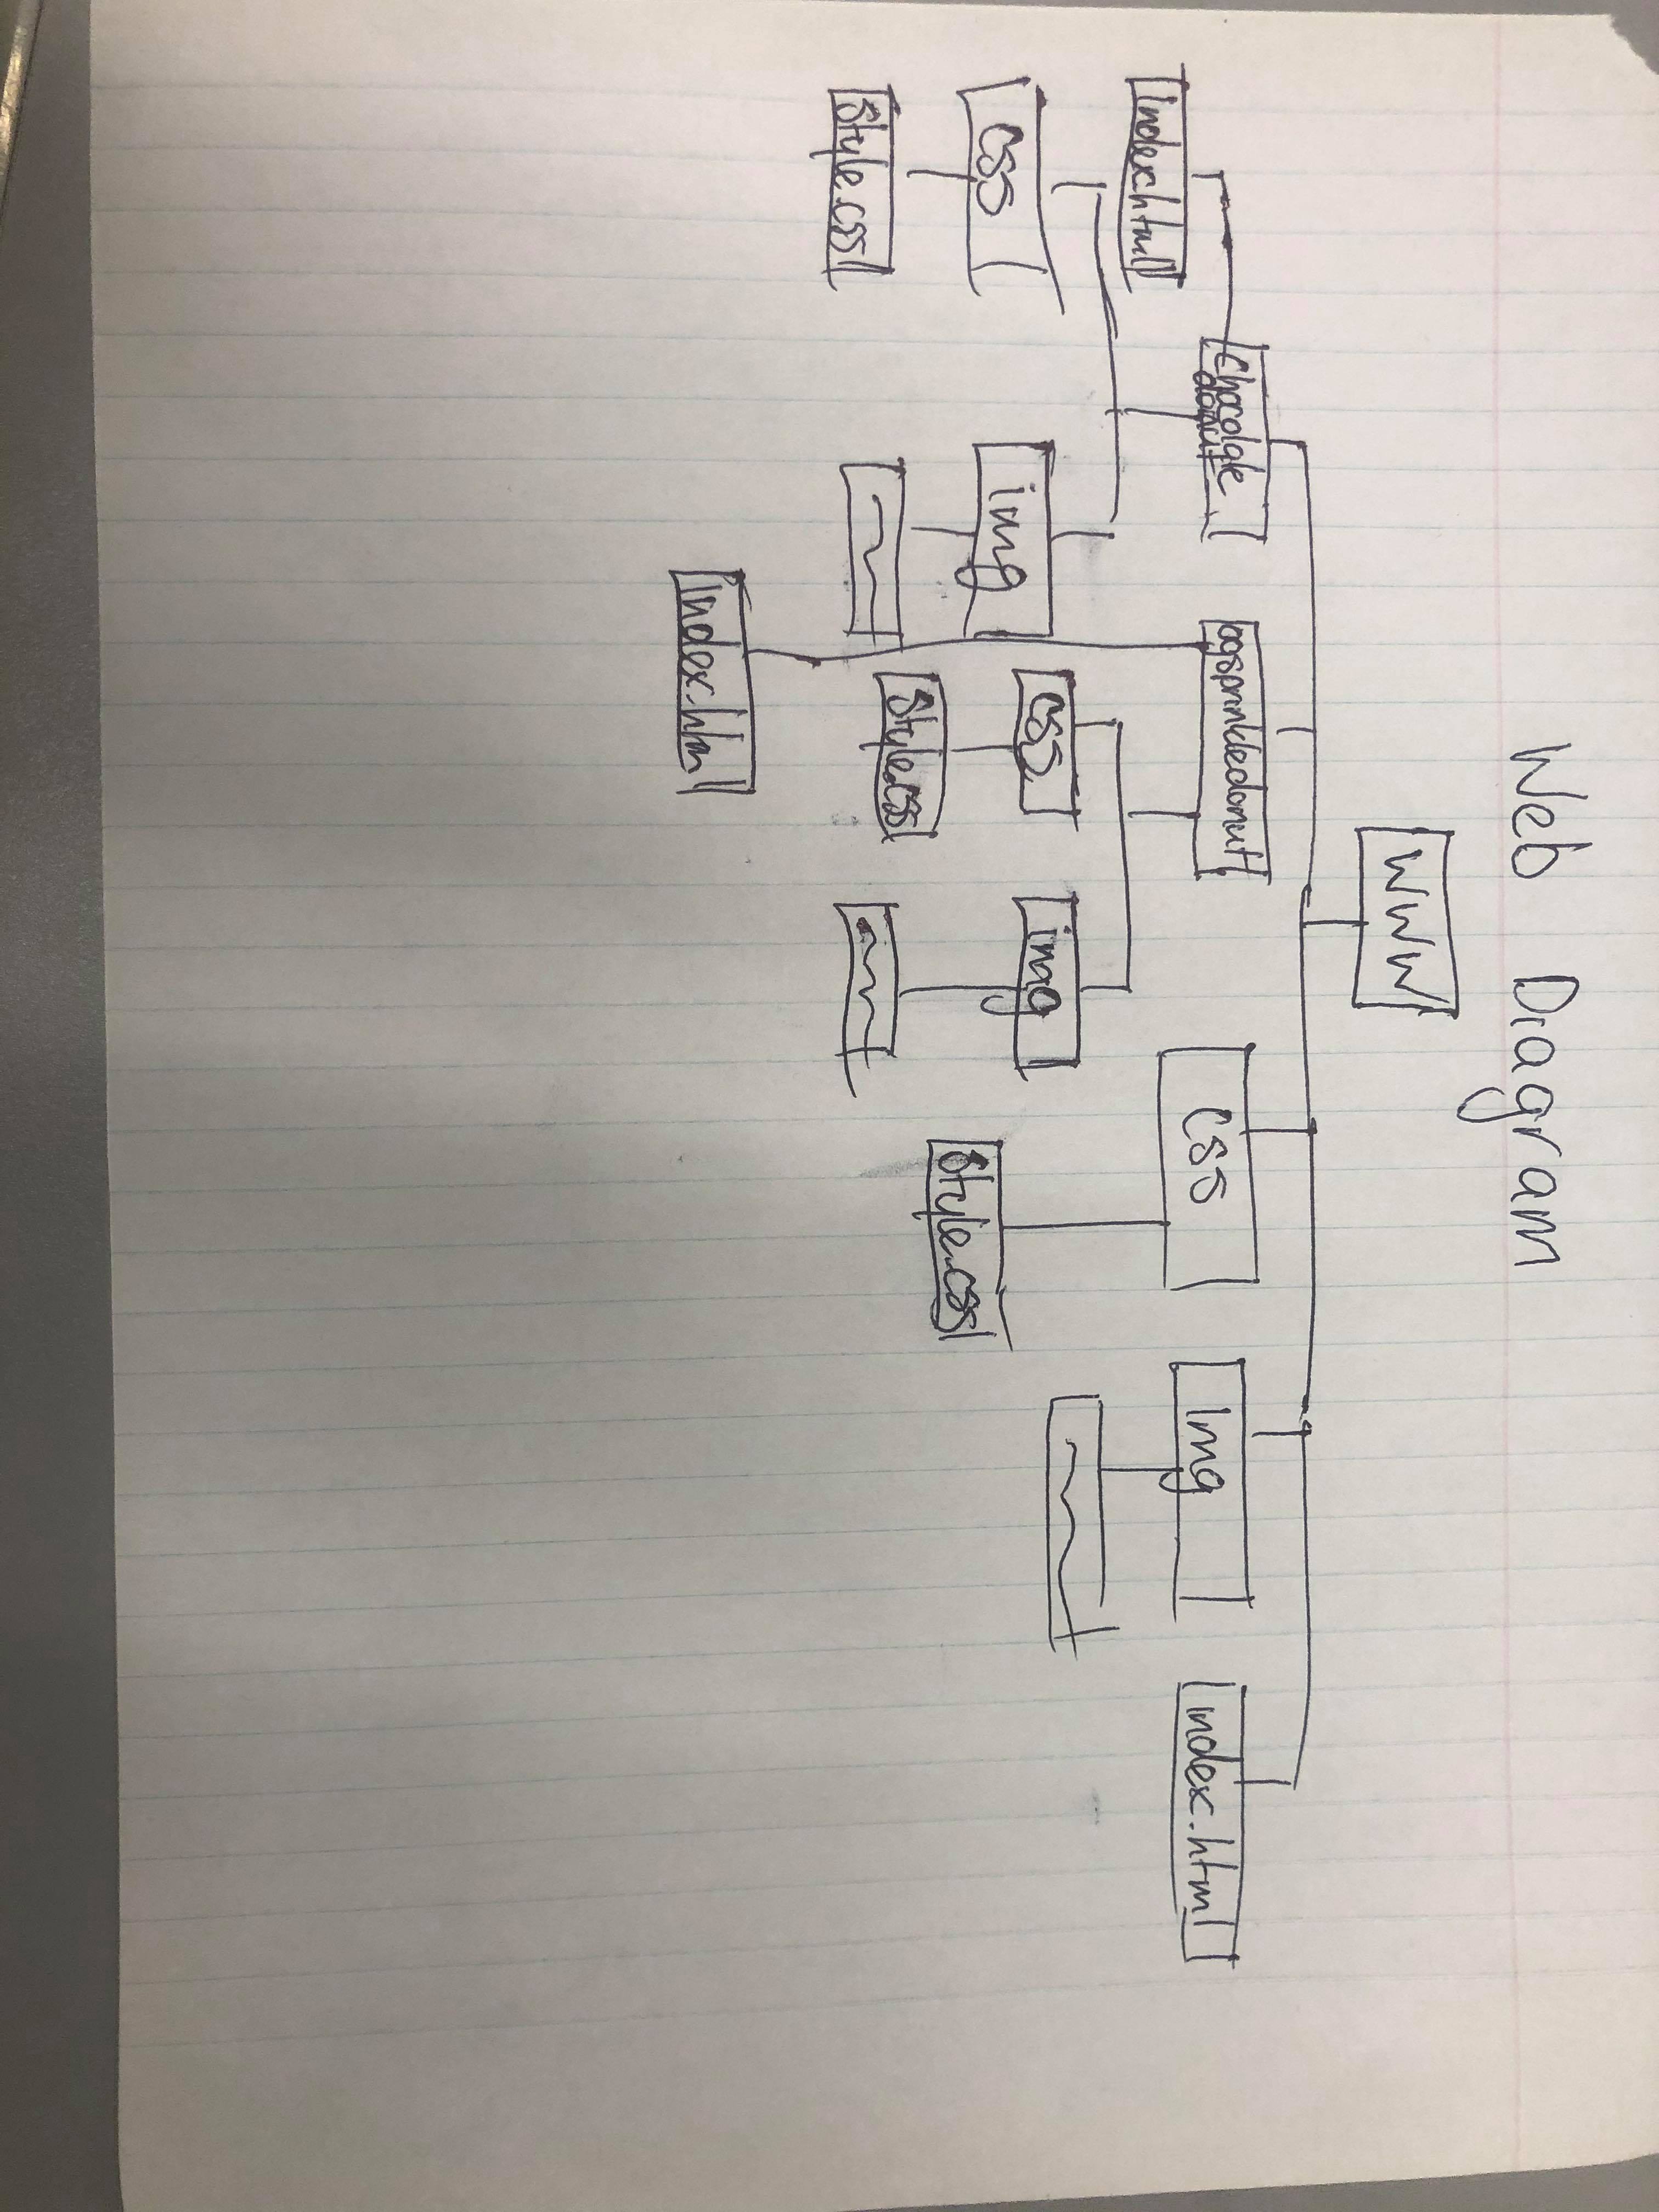 Web Diagram
WWW
Chocolate
donut
sprinkledonut
css
Img
index.html
Index.html
css
img
css
img
Style.css
Style.css
Style.css
Index.html